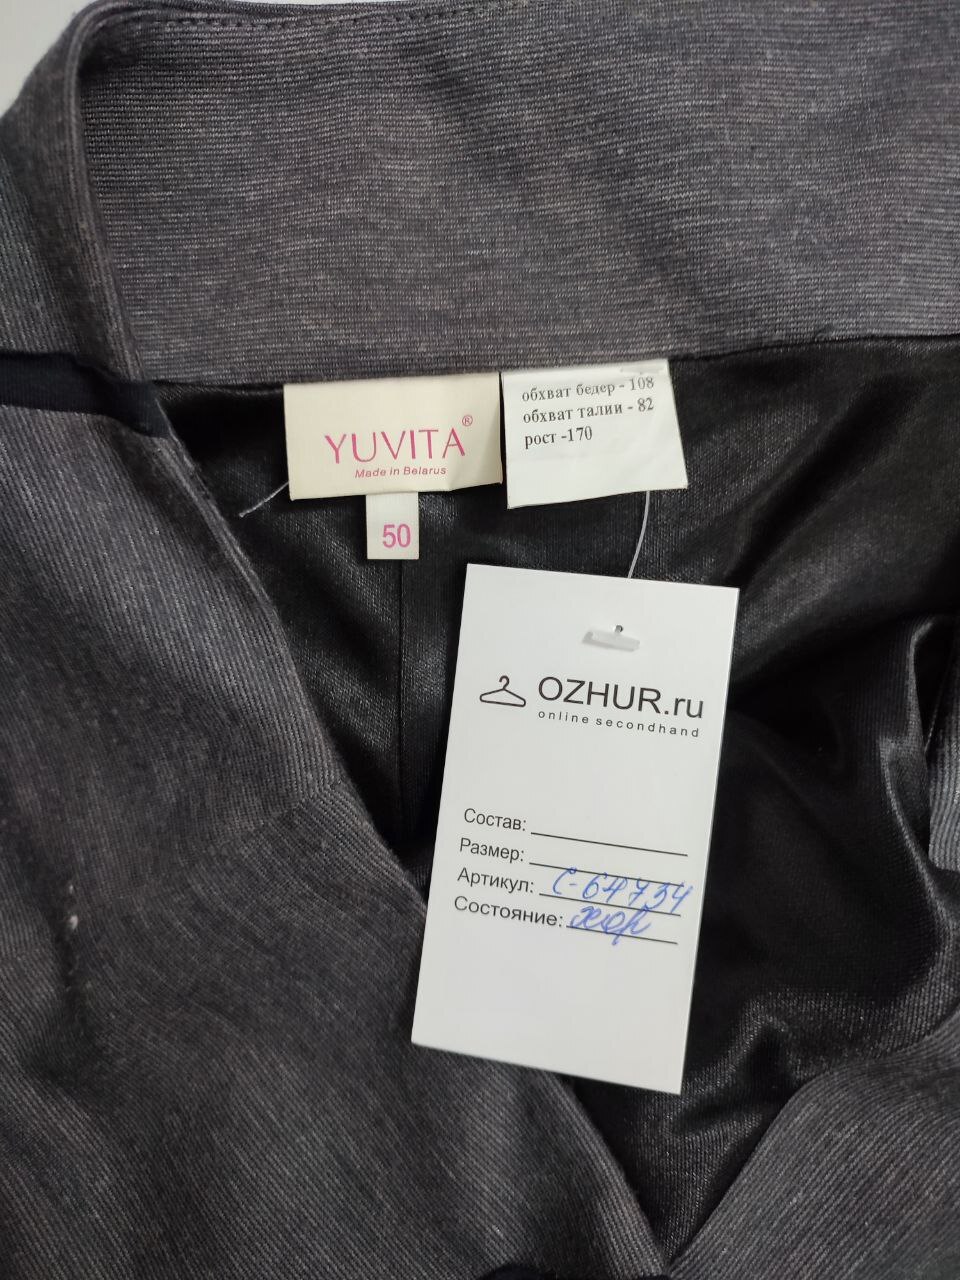 YUVITA®
Made in Belarus
50
обхват бедер - 108
обхват талии - 82
рост -170
OZHUR.ru
online secondhand
Состав:
Размер:
Артикул: С-64734
Состояние: хор